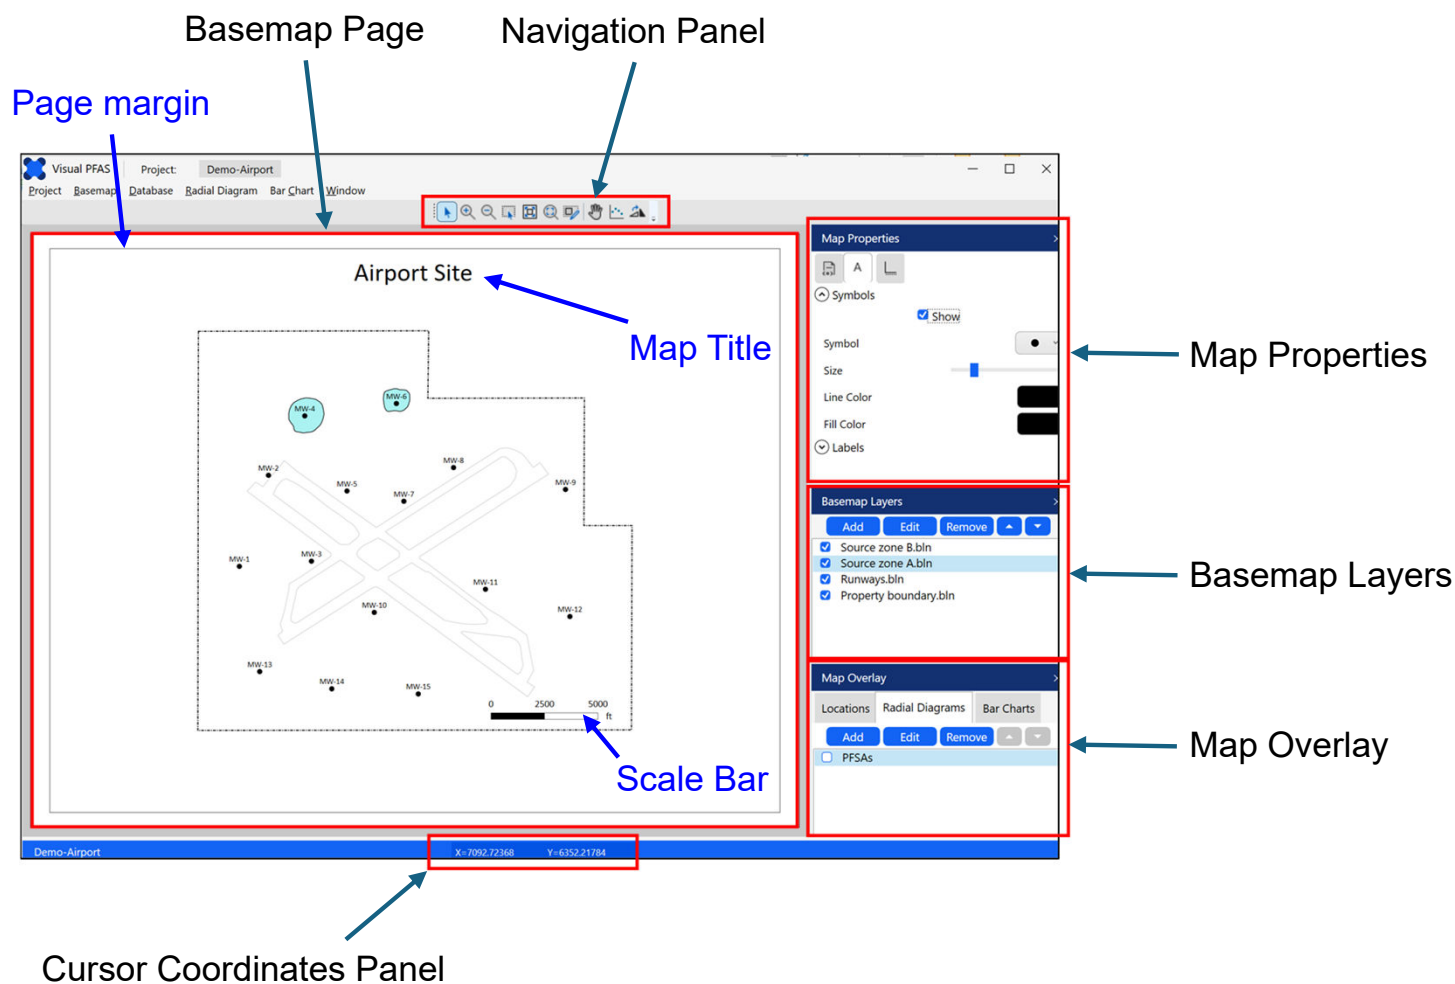 Basemap Page
Navigation Panel
Page margin
Visual PFAS
Project:
Demo-Airport
Project Basemap Database Radial Diagram Bar Chart Window
Map Properties
A
Symbols
Show
Symbol
Size
Line Color
Fill Color
Labels
Map Properties
Airport Site
Map Title
MW-4
MW-6
MW-2
MW-5
MW-7
MW-8
MW-9
MW-1
MW-3
MW-11
MW-10
MW-12
MW-13
MW-14
MW-15
0 2500 5000
ft
Scale Bar
Basemap Layers
Add Edit Remove
Source zone B.bln
Source zone A.bln
Runways.bln
Property boundary.bln
Basemap Layers
Map Overlay
Locations Radial Diagrams Bar Charts
Add Edit Remove
PFSAs
Map Overlay
Demo-Airport
X=7092.72368 Y=6352.21784
Cursor Coordinates Panel